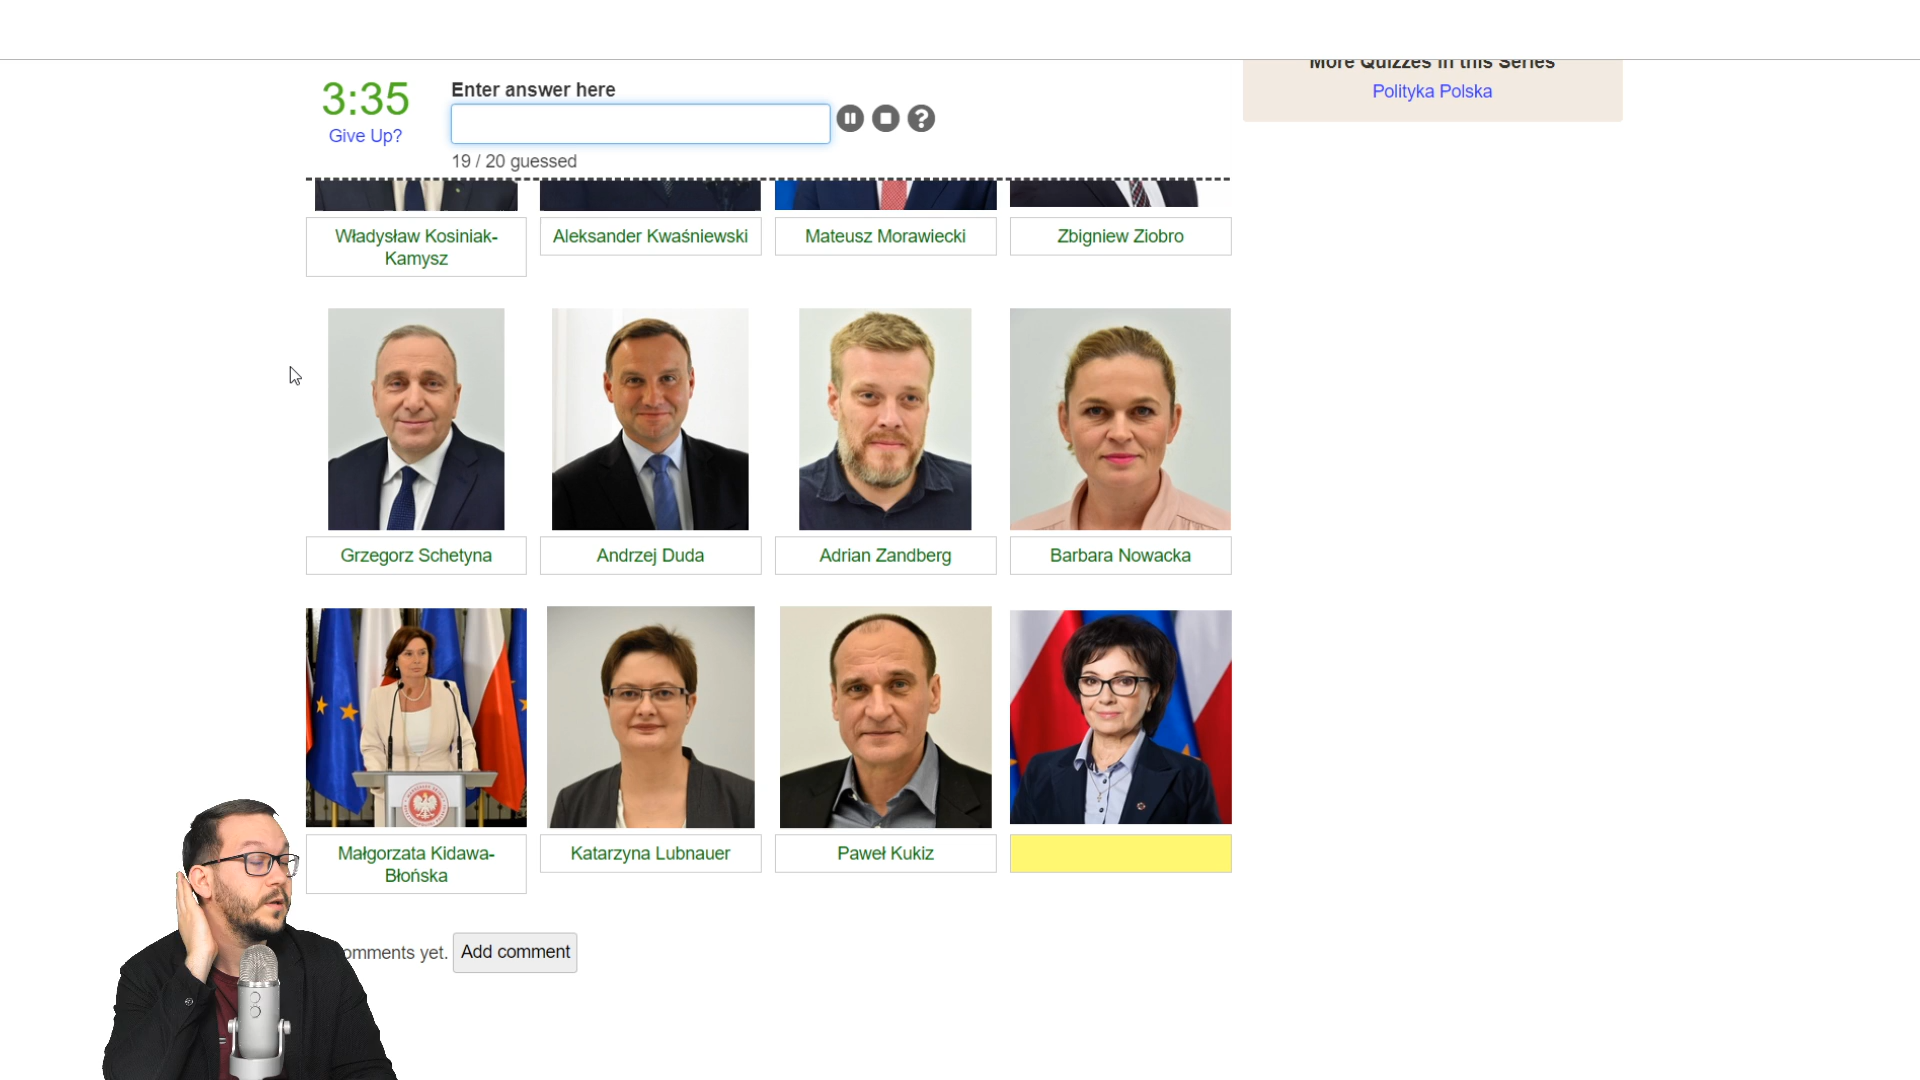 More Quizzes in this Series
Polityka Polska
3:35
Give Up?
Enter answer here
19 / 20 guessed
Władysław Kosiniak-
Kamysz
Aleksander Kwaśniewski
Mateusz Morawiecki
Zbigniew Ziobro
Grzegorz Schetyna
Andrzej Duda
Adrian Zandberg
Barbara Nowacka
Małgorzata Kidawa-
Błońska
Katarzyna Lubnauer
Paweł Kukiz
omments yet.
Add comment